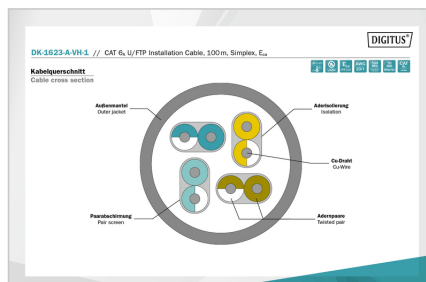 DIGITUS®
DK-1623-A-VH-1 // CAT 6A U/FTP Installation Cable, 100 m, Simplex, Eca
Kabelquerschnitt
Cable cross section
Außenmantel
Outer jacket
Aderisolierung
Isolation
Cu-Draht
Cu-Wire
Paarabschirmung
Pair screen
Adernpaare
Twisted pair